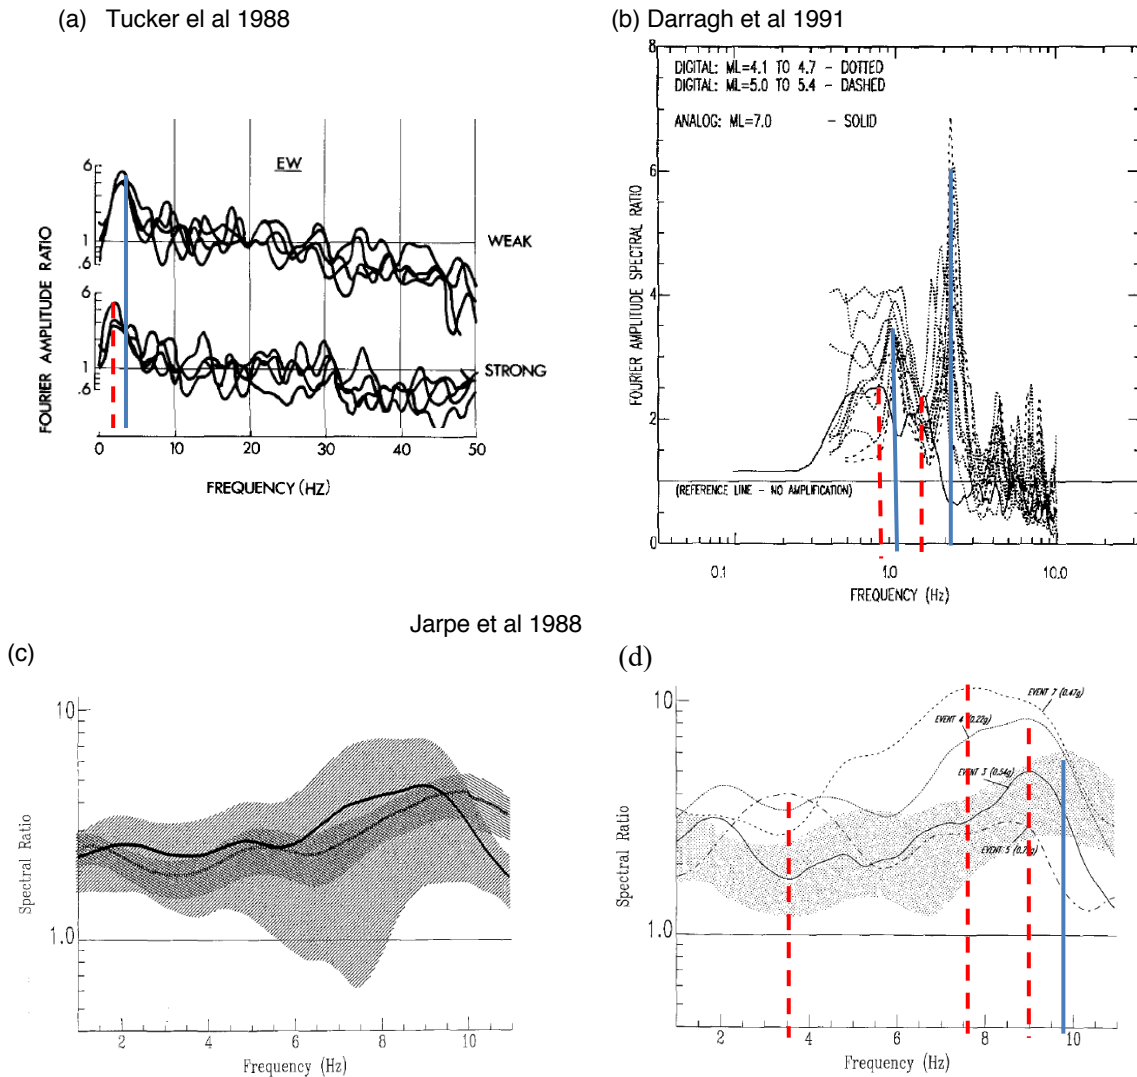 (a) Tucker el al 1988
6
1
.6
6
1
.6
EW
WEAK
STRONG
FOURIER AMPLITUDE RATIO
0 10 20 30 40 50
FREQUENCY (HZ)
(b) Darragh et al 1991
DIGITAL: ML=4.1 TO 4.7 - DOTTED
DIGITAL: ML=5.0 TO 5.4 - DASHED
ANALOG: ML=7.0 - SOLID
8
6
4
2
0
FOURIER AMPLITUDE SPECTRAL RATIO
(REFERENCE LINE - NO AMPLIFICATION)
0.1 1.0 10.0
FREQUENCY (Hz)
Jarpe et al 1988
(c)
10
1.0
Spectral Ratio
2 4 6 8 10
Frequency (Hz)
(d)
10
1.0
Spectral Ratio
EVENT 7 (0.47g)
EVENT 4 (0.22g)
EVENT 3 (0.54g)
EVENT 5 (0.7
2 4 6 8 10
Frequency (Hz)